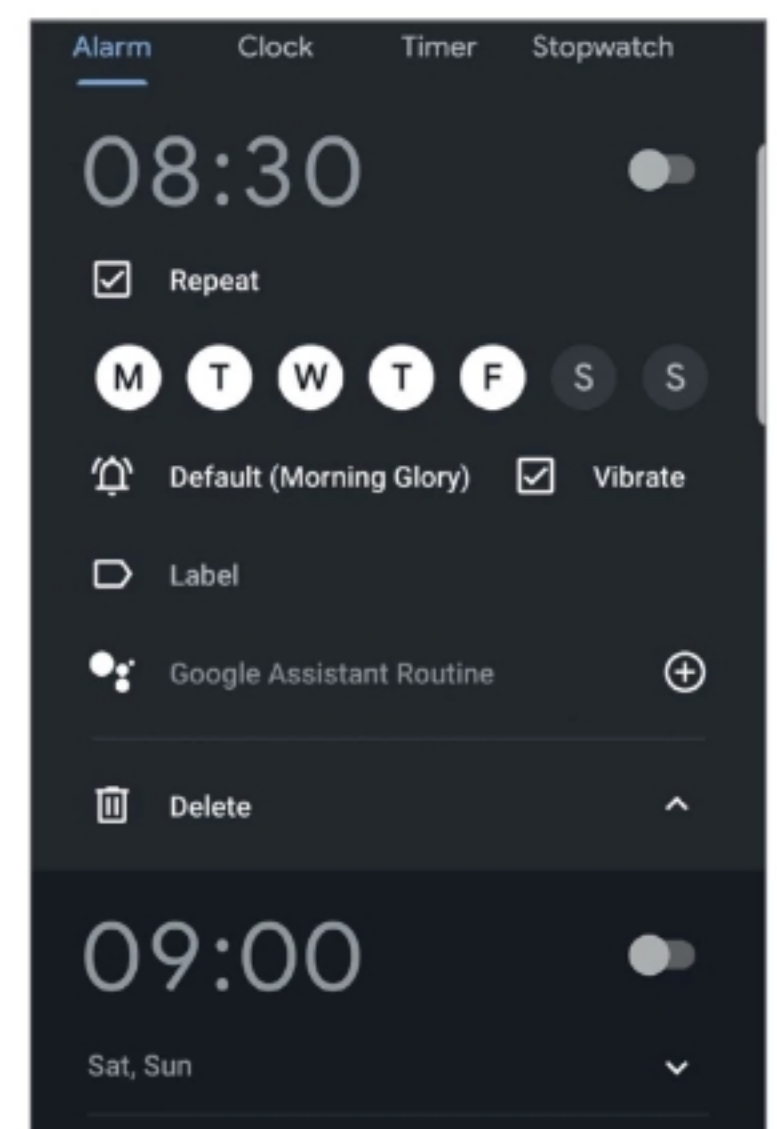 Alarm Clock Timer Stopwatch
08:30
Repeat
M T W T F S S
Default (Morning Glory) Vibrate
Label
Google Assistant Routine
Delete
09:00
Sat, Sun